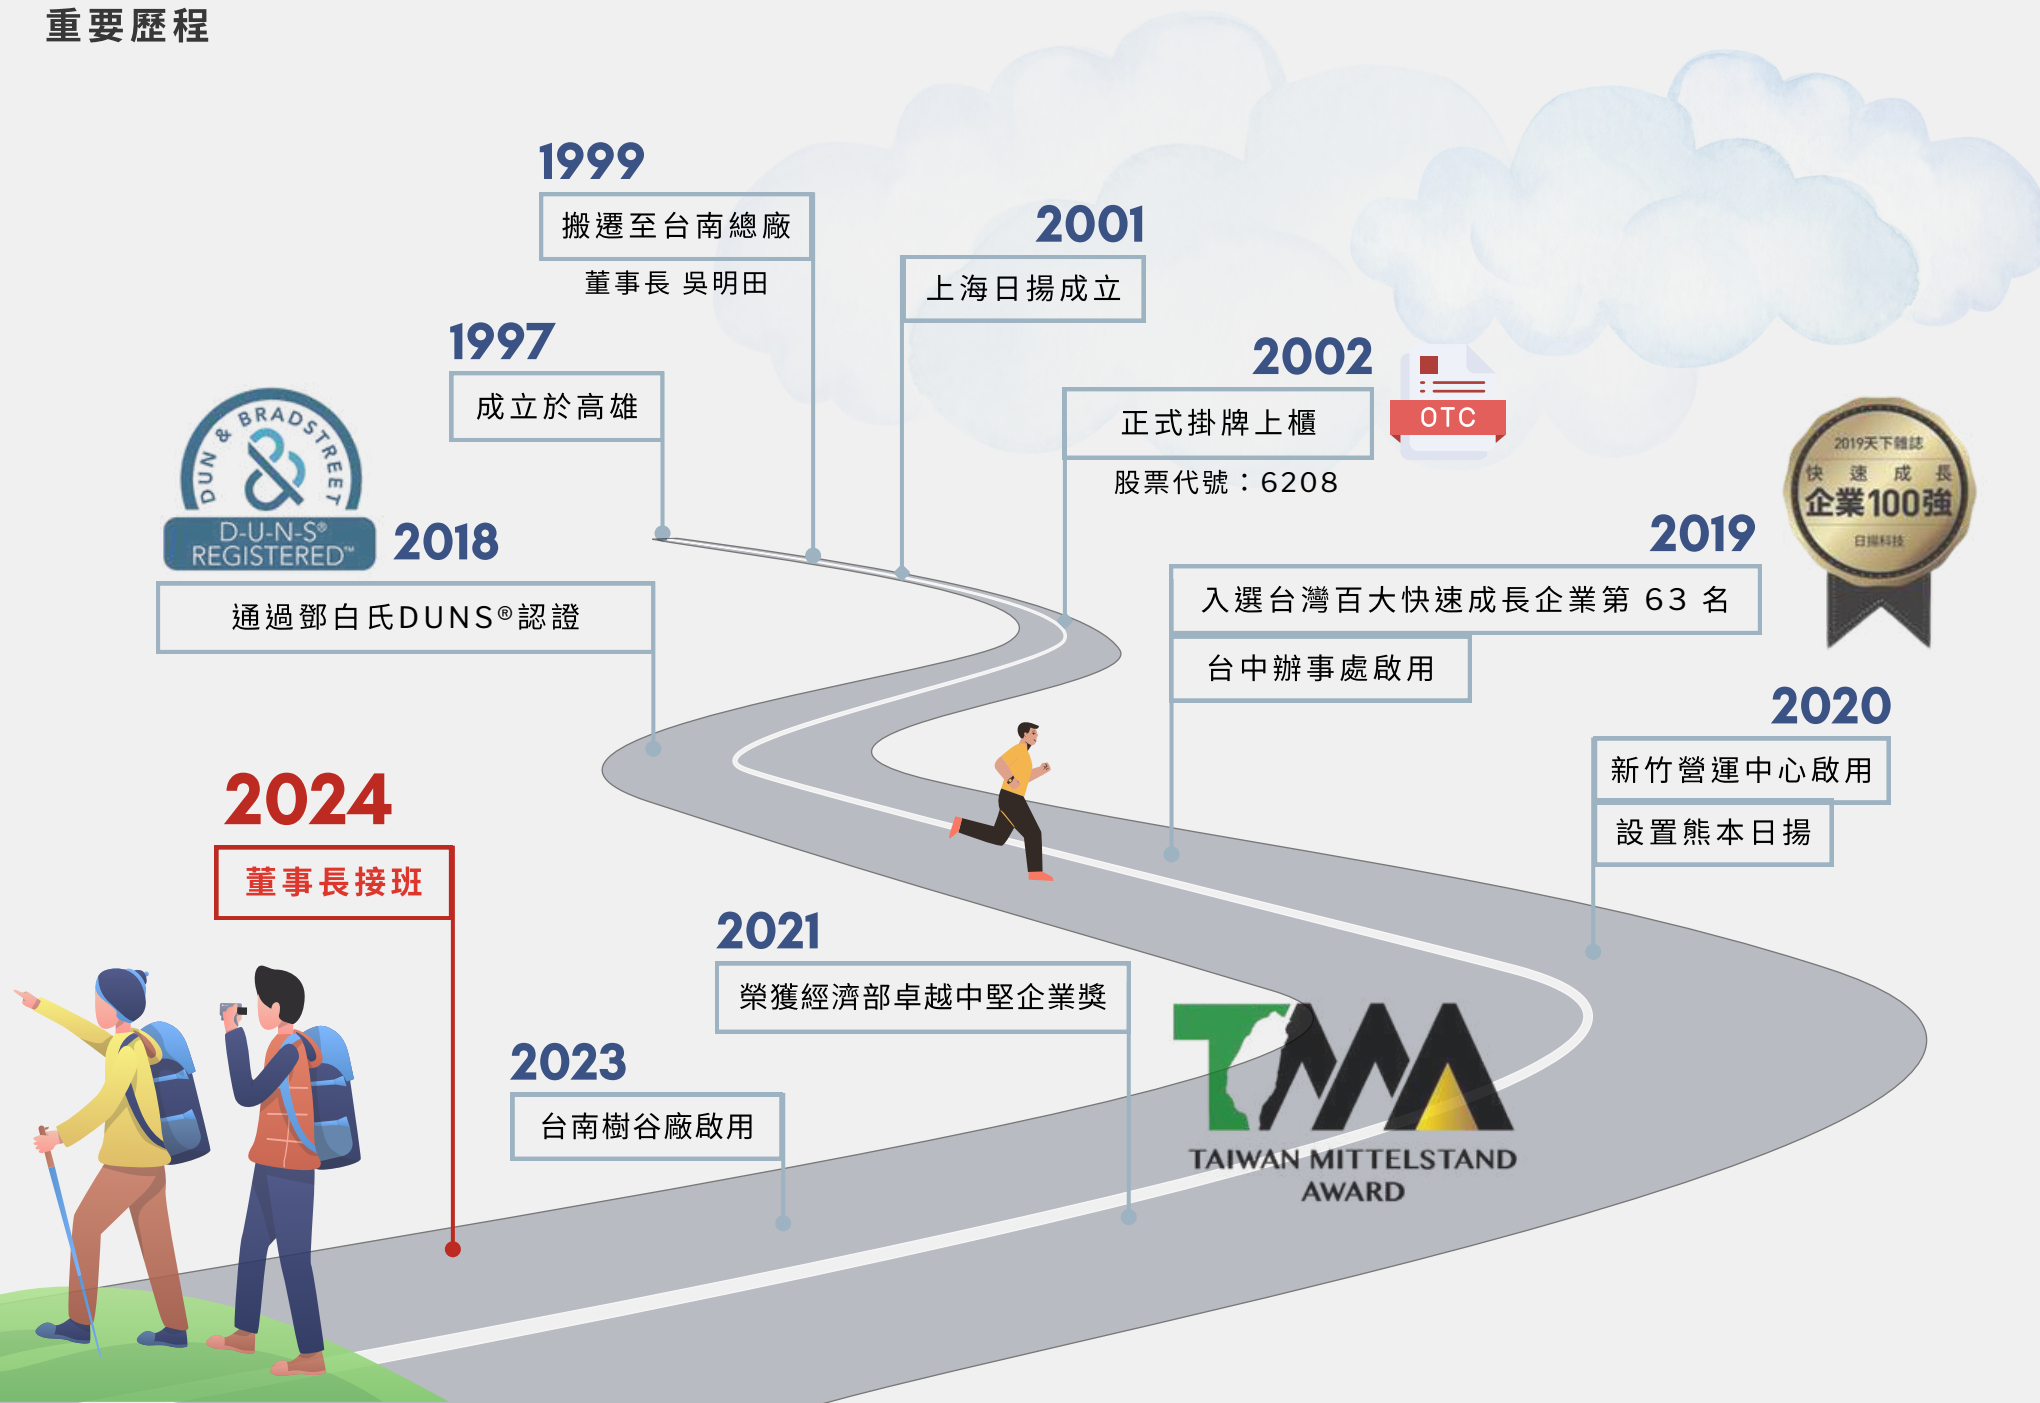 重要歷程
1999
搬遷至台南總廠
董事長 吳明田
2001
上海日揚成立
1997
成立於高雄
2002
正式掛牌上櫃
股票代號：6208
OTC
DUN & BRADSTREET
D-U-N-S®
REGISTERED™
2018
通過鄧白氏DUNS®認證
2019
入選台灣百大快速成長企業第 63 名
台中辦事處啟用
2019天下雜誌
快速成長
企業100強
日揚科技
2020
新竹營運中心啟用
設置熊本日揚
2024
董事長接班
2021
榮獲經濟部卓越中堅企業獎
2023
台南樹谷廠啟用
TMA
TAIWAN MITTELSTAND
AWARD